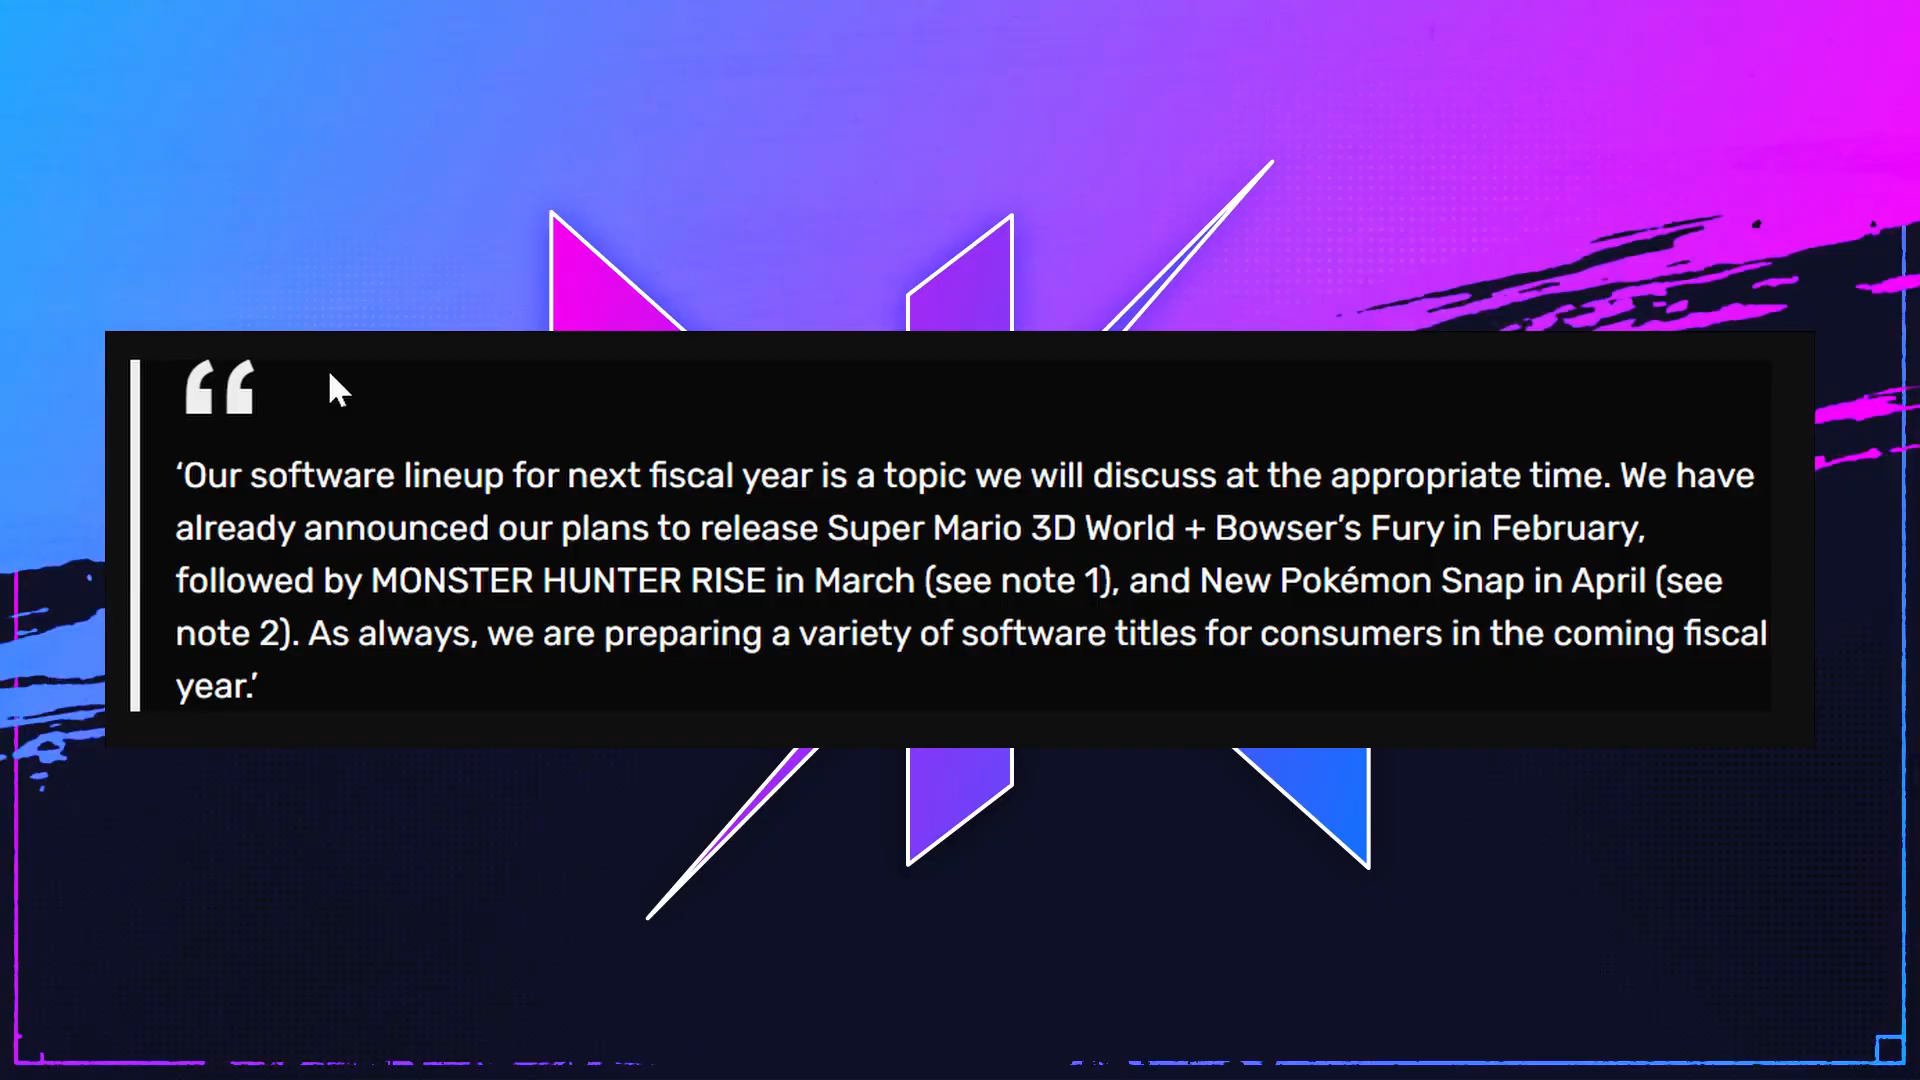 “
‘Our software lineup for next fiscal year is a topic we will discuss at the appropriate time. We have
already announced our plans to release Super Mario 3D World + Bowser’s Fury in February,
followed by MONSTER HUNTER RISE in March (see note 1), and New Pokémon Snap in April (see
note 2). As always, we are preparing a variety of software titles for consumers in the coming fiscal
year.’